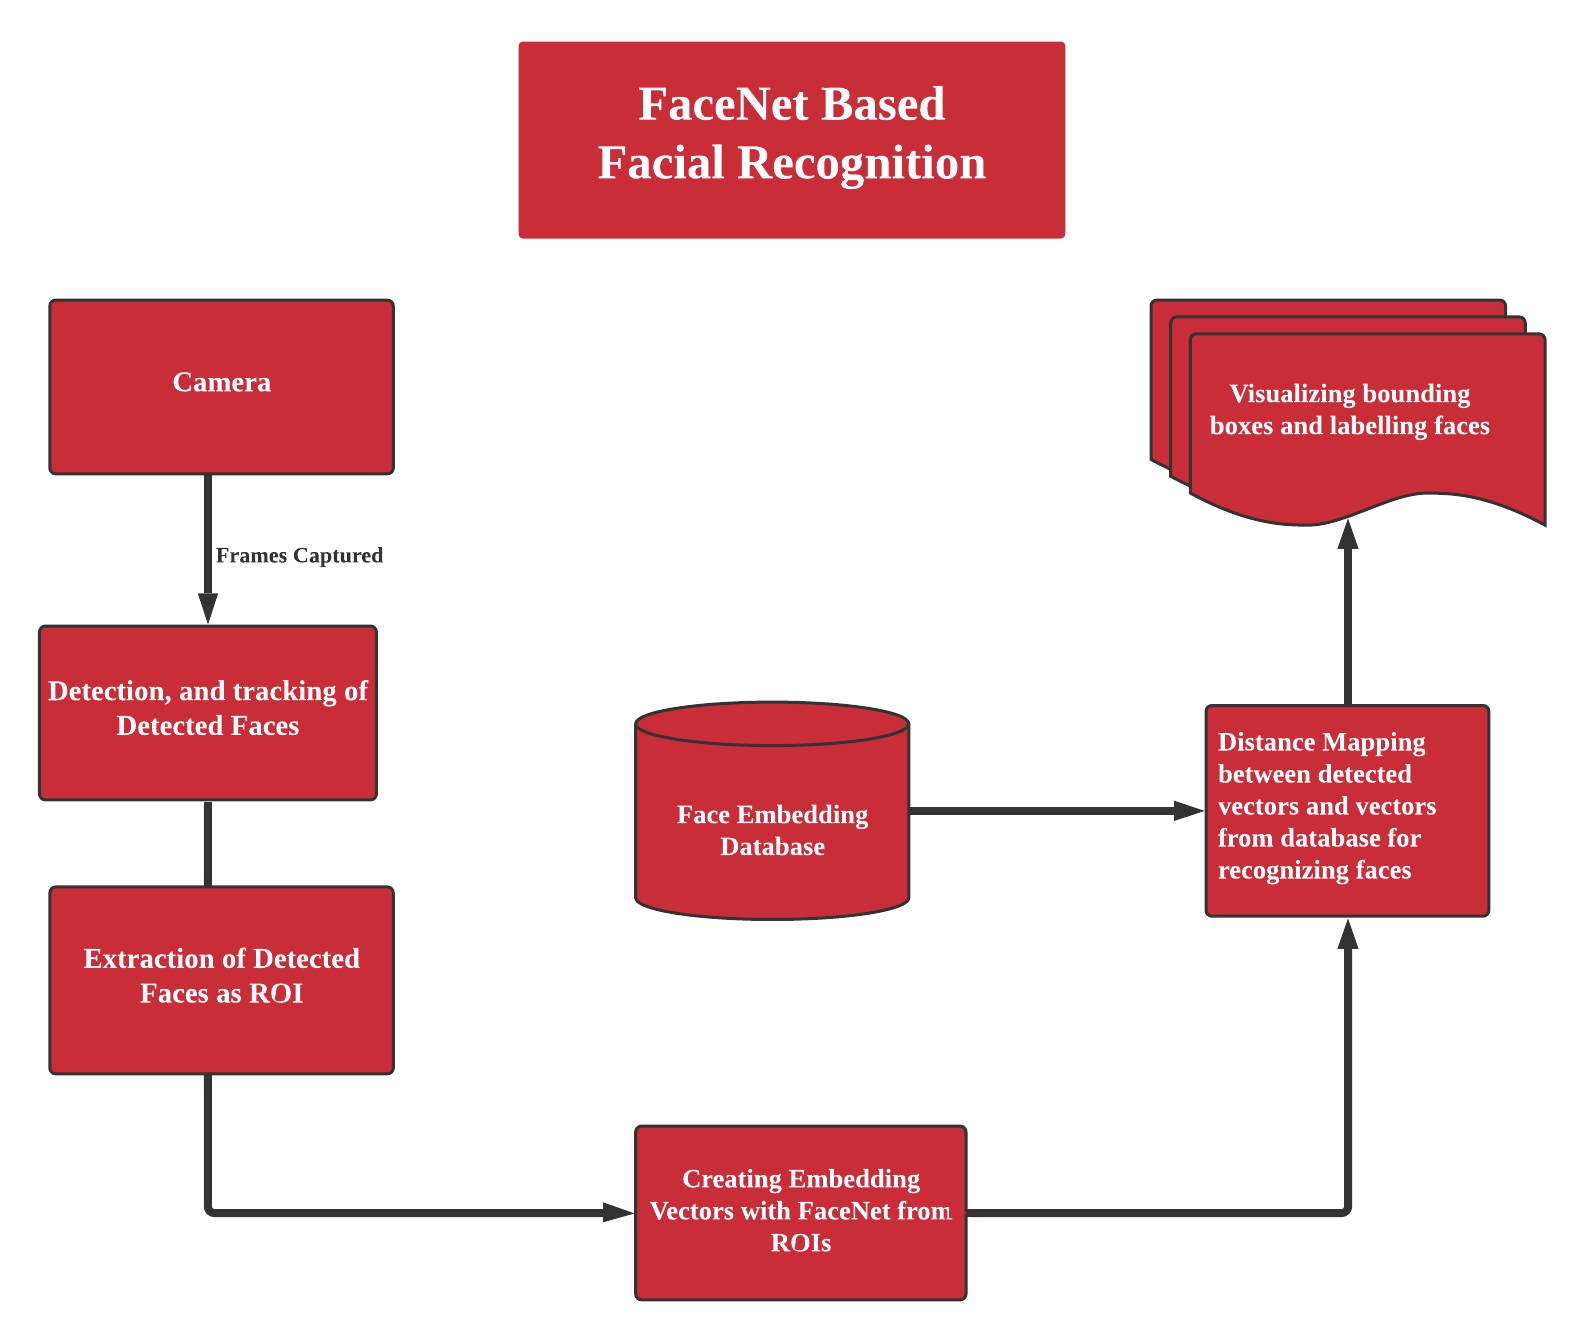 FaceNet Based
Facial Recognition
Camera
Frames Captured
Detection, and tracking of
Detected Faces
Extraction of Detected
Faces as ROI
Creating Embedding
Vectors with FaceNet from
ROIs
Face Embedding
Database
Distance Mapping
between detected
vectors and vectors
from database for
recognizing faces
Visualizing bounding
boxes and labelling faces